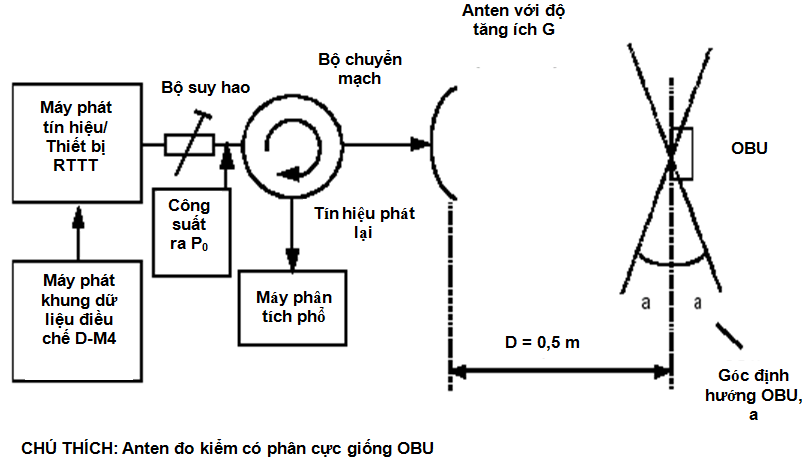 Anten với độ
tăng ích G
Bộ chuyển
mạch
Bộ suy hao
Máy phát
tín hiệu/
Thiết bị
RTTT
OBU
Công
suất
ra P₀
Tín hiệu phát
lại
Máy phát
khung dữ
liệu điều
chế D-M4
Máy phân
tích phổ
a
a
D = 0,5 m
Góc định
hướng OBU,
a
CHÚ THÍCH: Anten đo kiểm có phân cực giống OBU